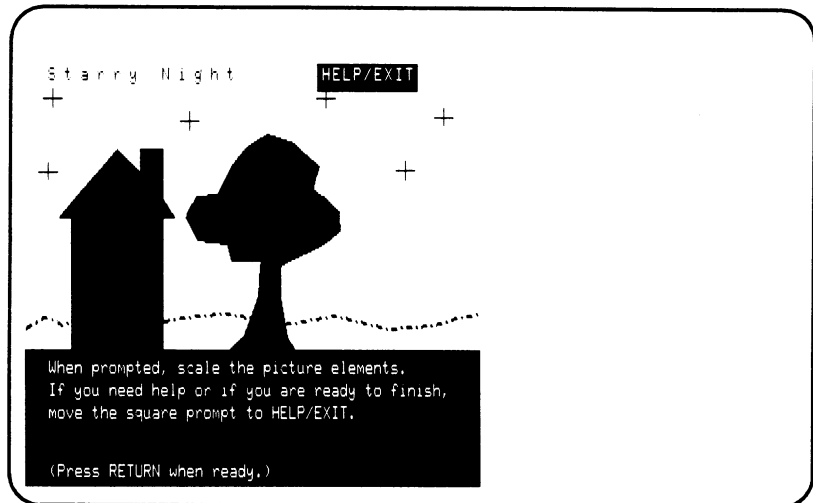 Starry Night
HELP/EXIT
When prompted, scale the picture elements.
If you need help or if you are ready to finish,
move the square prompt to HELP/EXIT.
(Press RETURN when ready.)